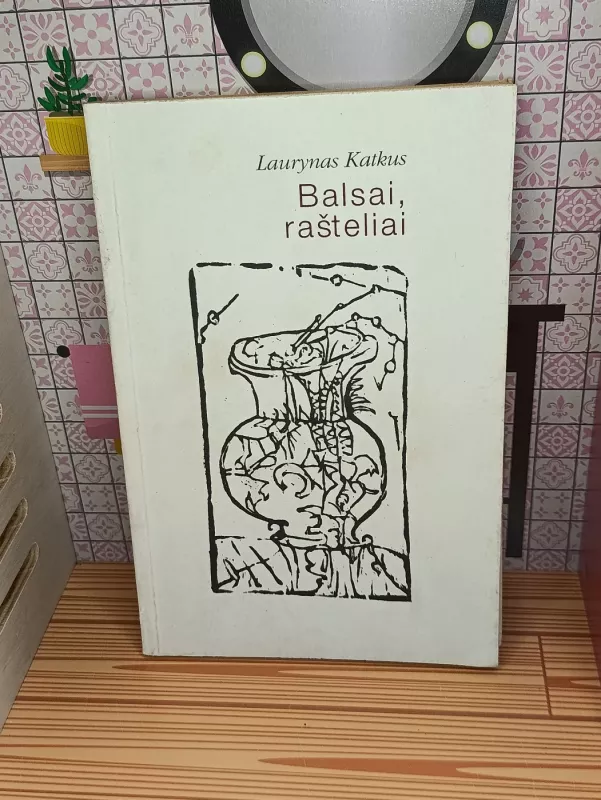 Laurynas Katkus
Balsai,
rašteliai